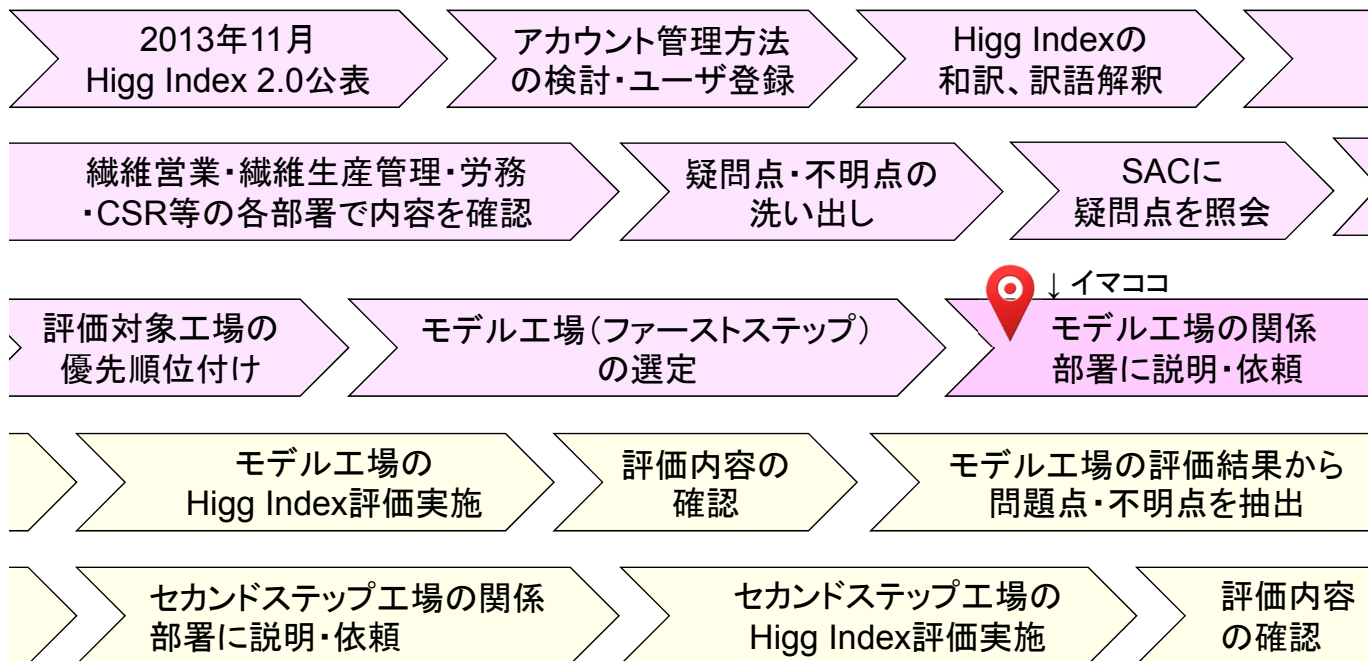 2013年11月
Higg Index 2.0公表
アカウント管理方法
の検討・ユーザ登録
Higg Indexの
和訳、訳語解釈
繊維営業・繊維生産管理・労務
・CSR等の各部署で内容を確認
疑問点・不明点の
洗い出し
SACに
疑問点を照会
↓ イマココ
評価対象工場の
優先順位付け
モデル工場（ファーストステップ）
の選定
モデル工場の関係
部署に説明・依頼
モデル工場の
Higg Index評価実施
評価内容の
確認
モデル工場の評価結果から
問題点・不明点を抽出
セカンドステップ工場の関係
部署に説明・依頼
セカンドステップ工場の
Higg Index評価実施
評価内容
の確認